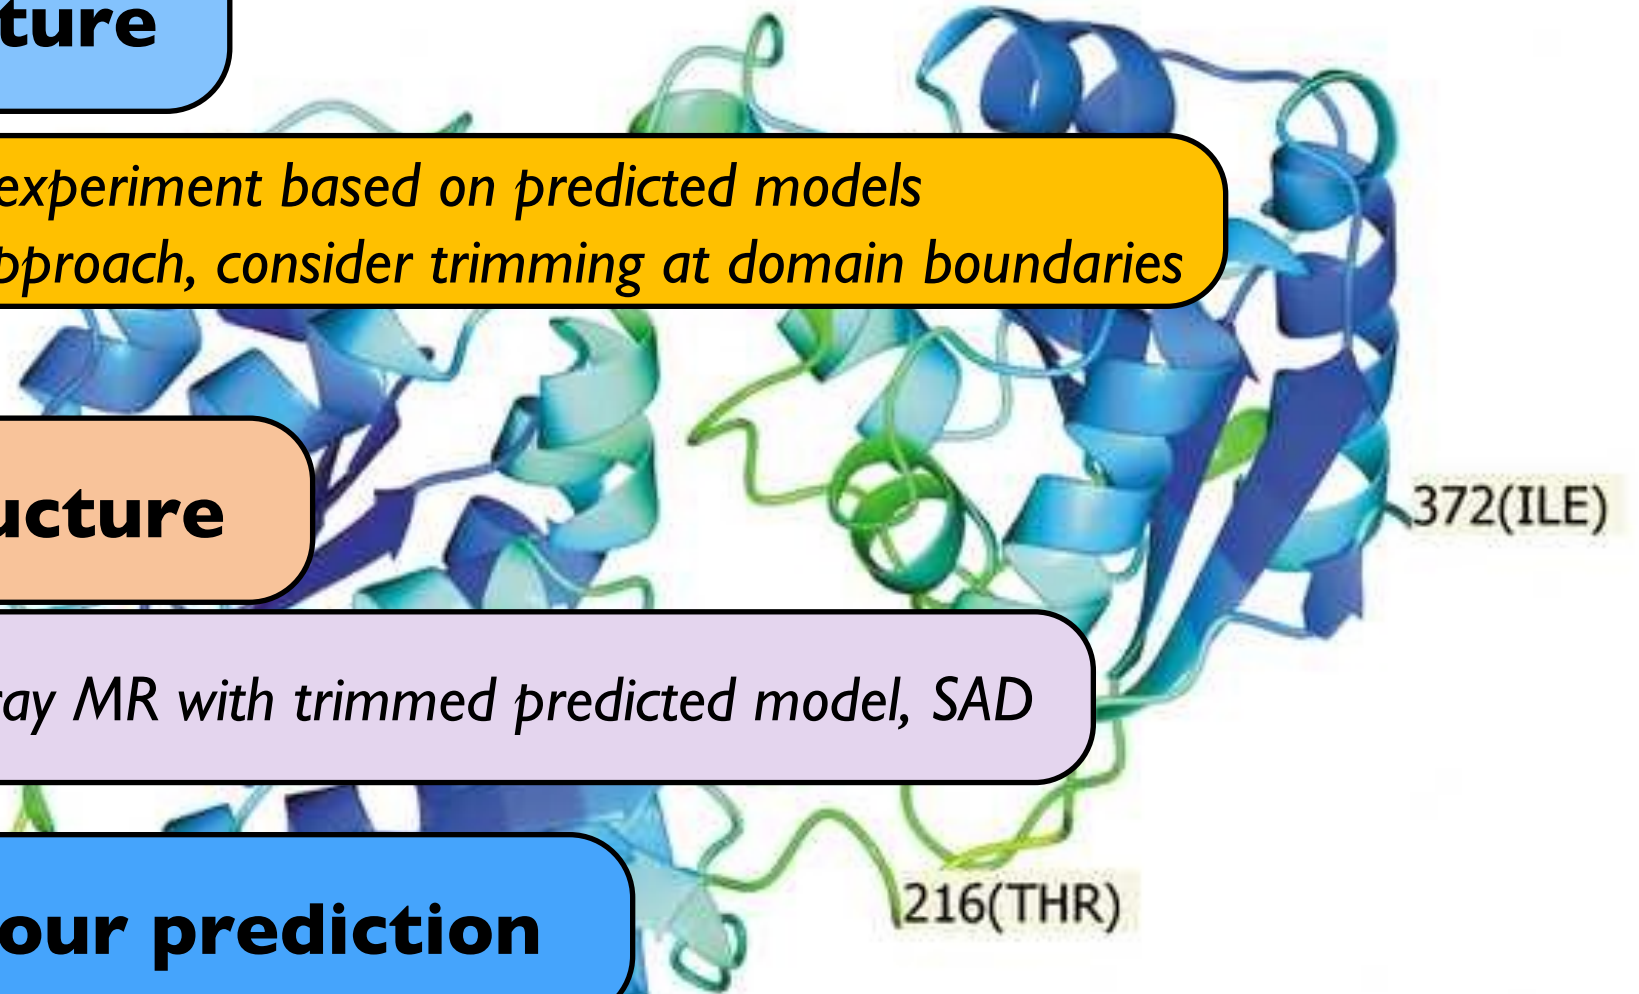 ture
experiment based on predicted models
pproach, consider trimming at domain boundaries
ucture
372(ILE)
ray MR with trimmed predicted model, SAD
216(THR)
our prediction